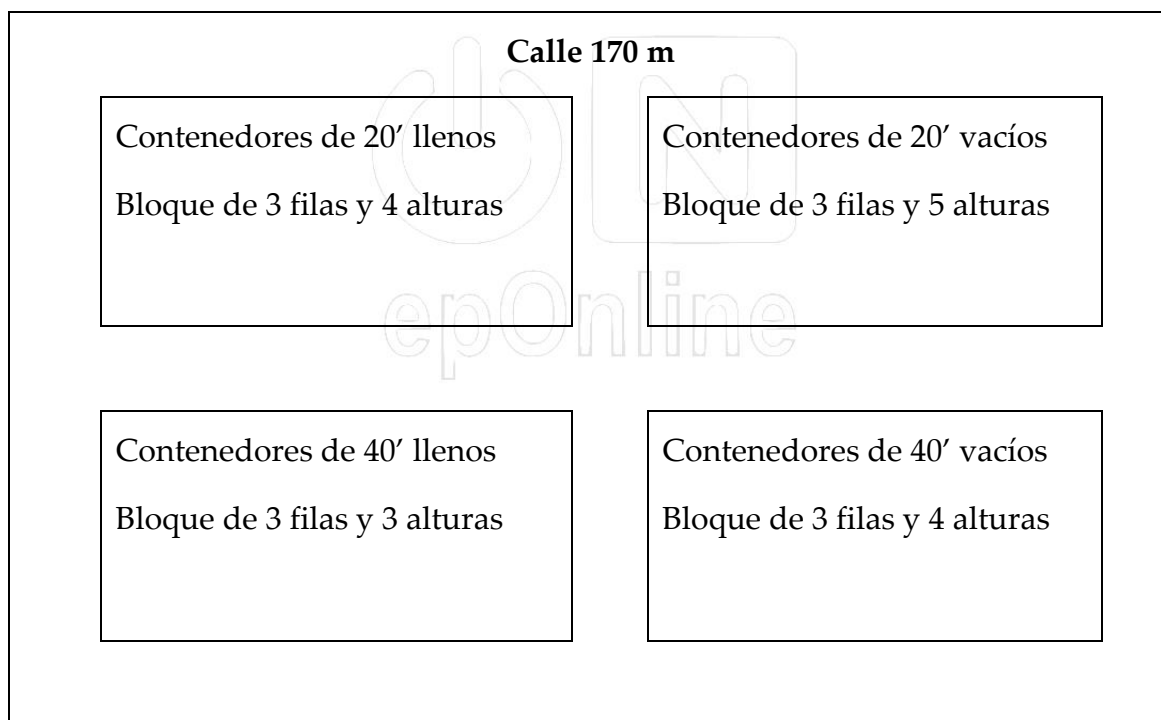 Calle 170 m
Contenedores de 20’ llenos
Bloque de 3 filas y 4 alturas
Contenedores de 20’ vacíos
Bloque de 3 filas y 5 alturas
epOnline
Contenedores de 40’ llenos
Bloque de 3 filas y 3 alturas
Contenedores de 40’ vacíos
Bloque de 3 filas y 4 alturas